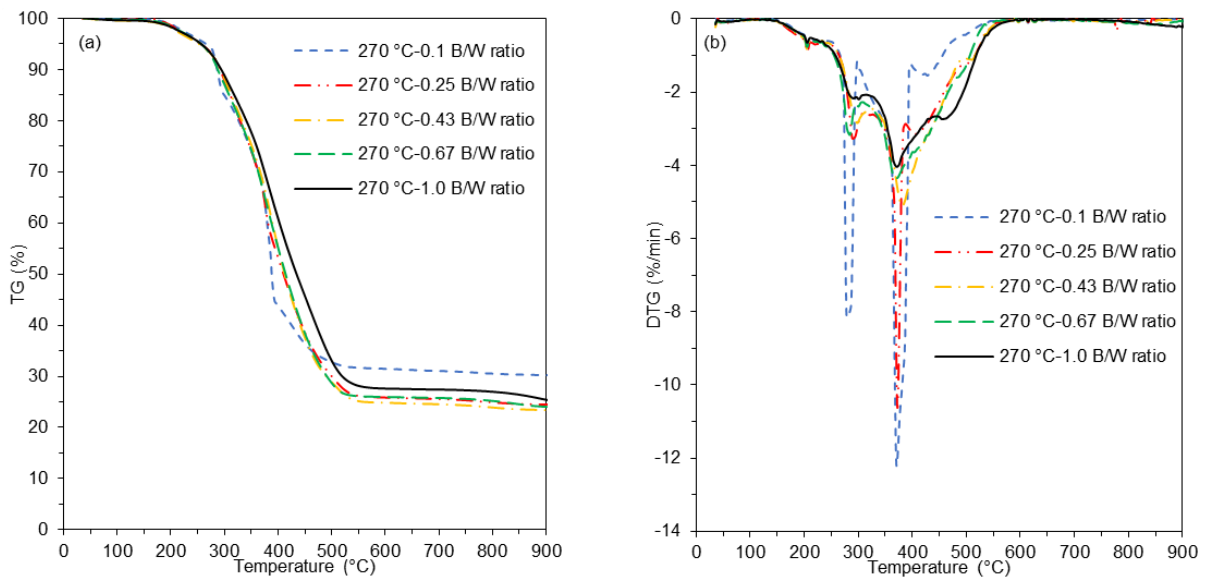 (a)
270 °C-0.1 B/W ratio
270 °C-0.25 B/W ratio
270 °C-0.43 B/W ratio
270 °C-0.67 B/W ratio
270 °C-1.0 B/W ratio
TG (%)
100
90
80
70
60
50
40
30
20
10
0
0 100 200 300 400 500 600 700 800 900
Temperature (°C)
(b)
270 °C-0.1 B/W ratio
270 °C-0.25 B/W ratio
270 °C-0.43 B/W ratio
270 °C-0.67 B/W ratio
270 °C-1.0 B/W ratio
DTG (%/min)
0
-2
-4
-6
-8
-10
-12
-14
0 100 200 300 400 500 600 700 800 900
Temperature (°C)